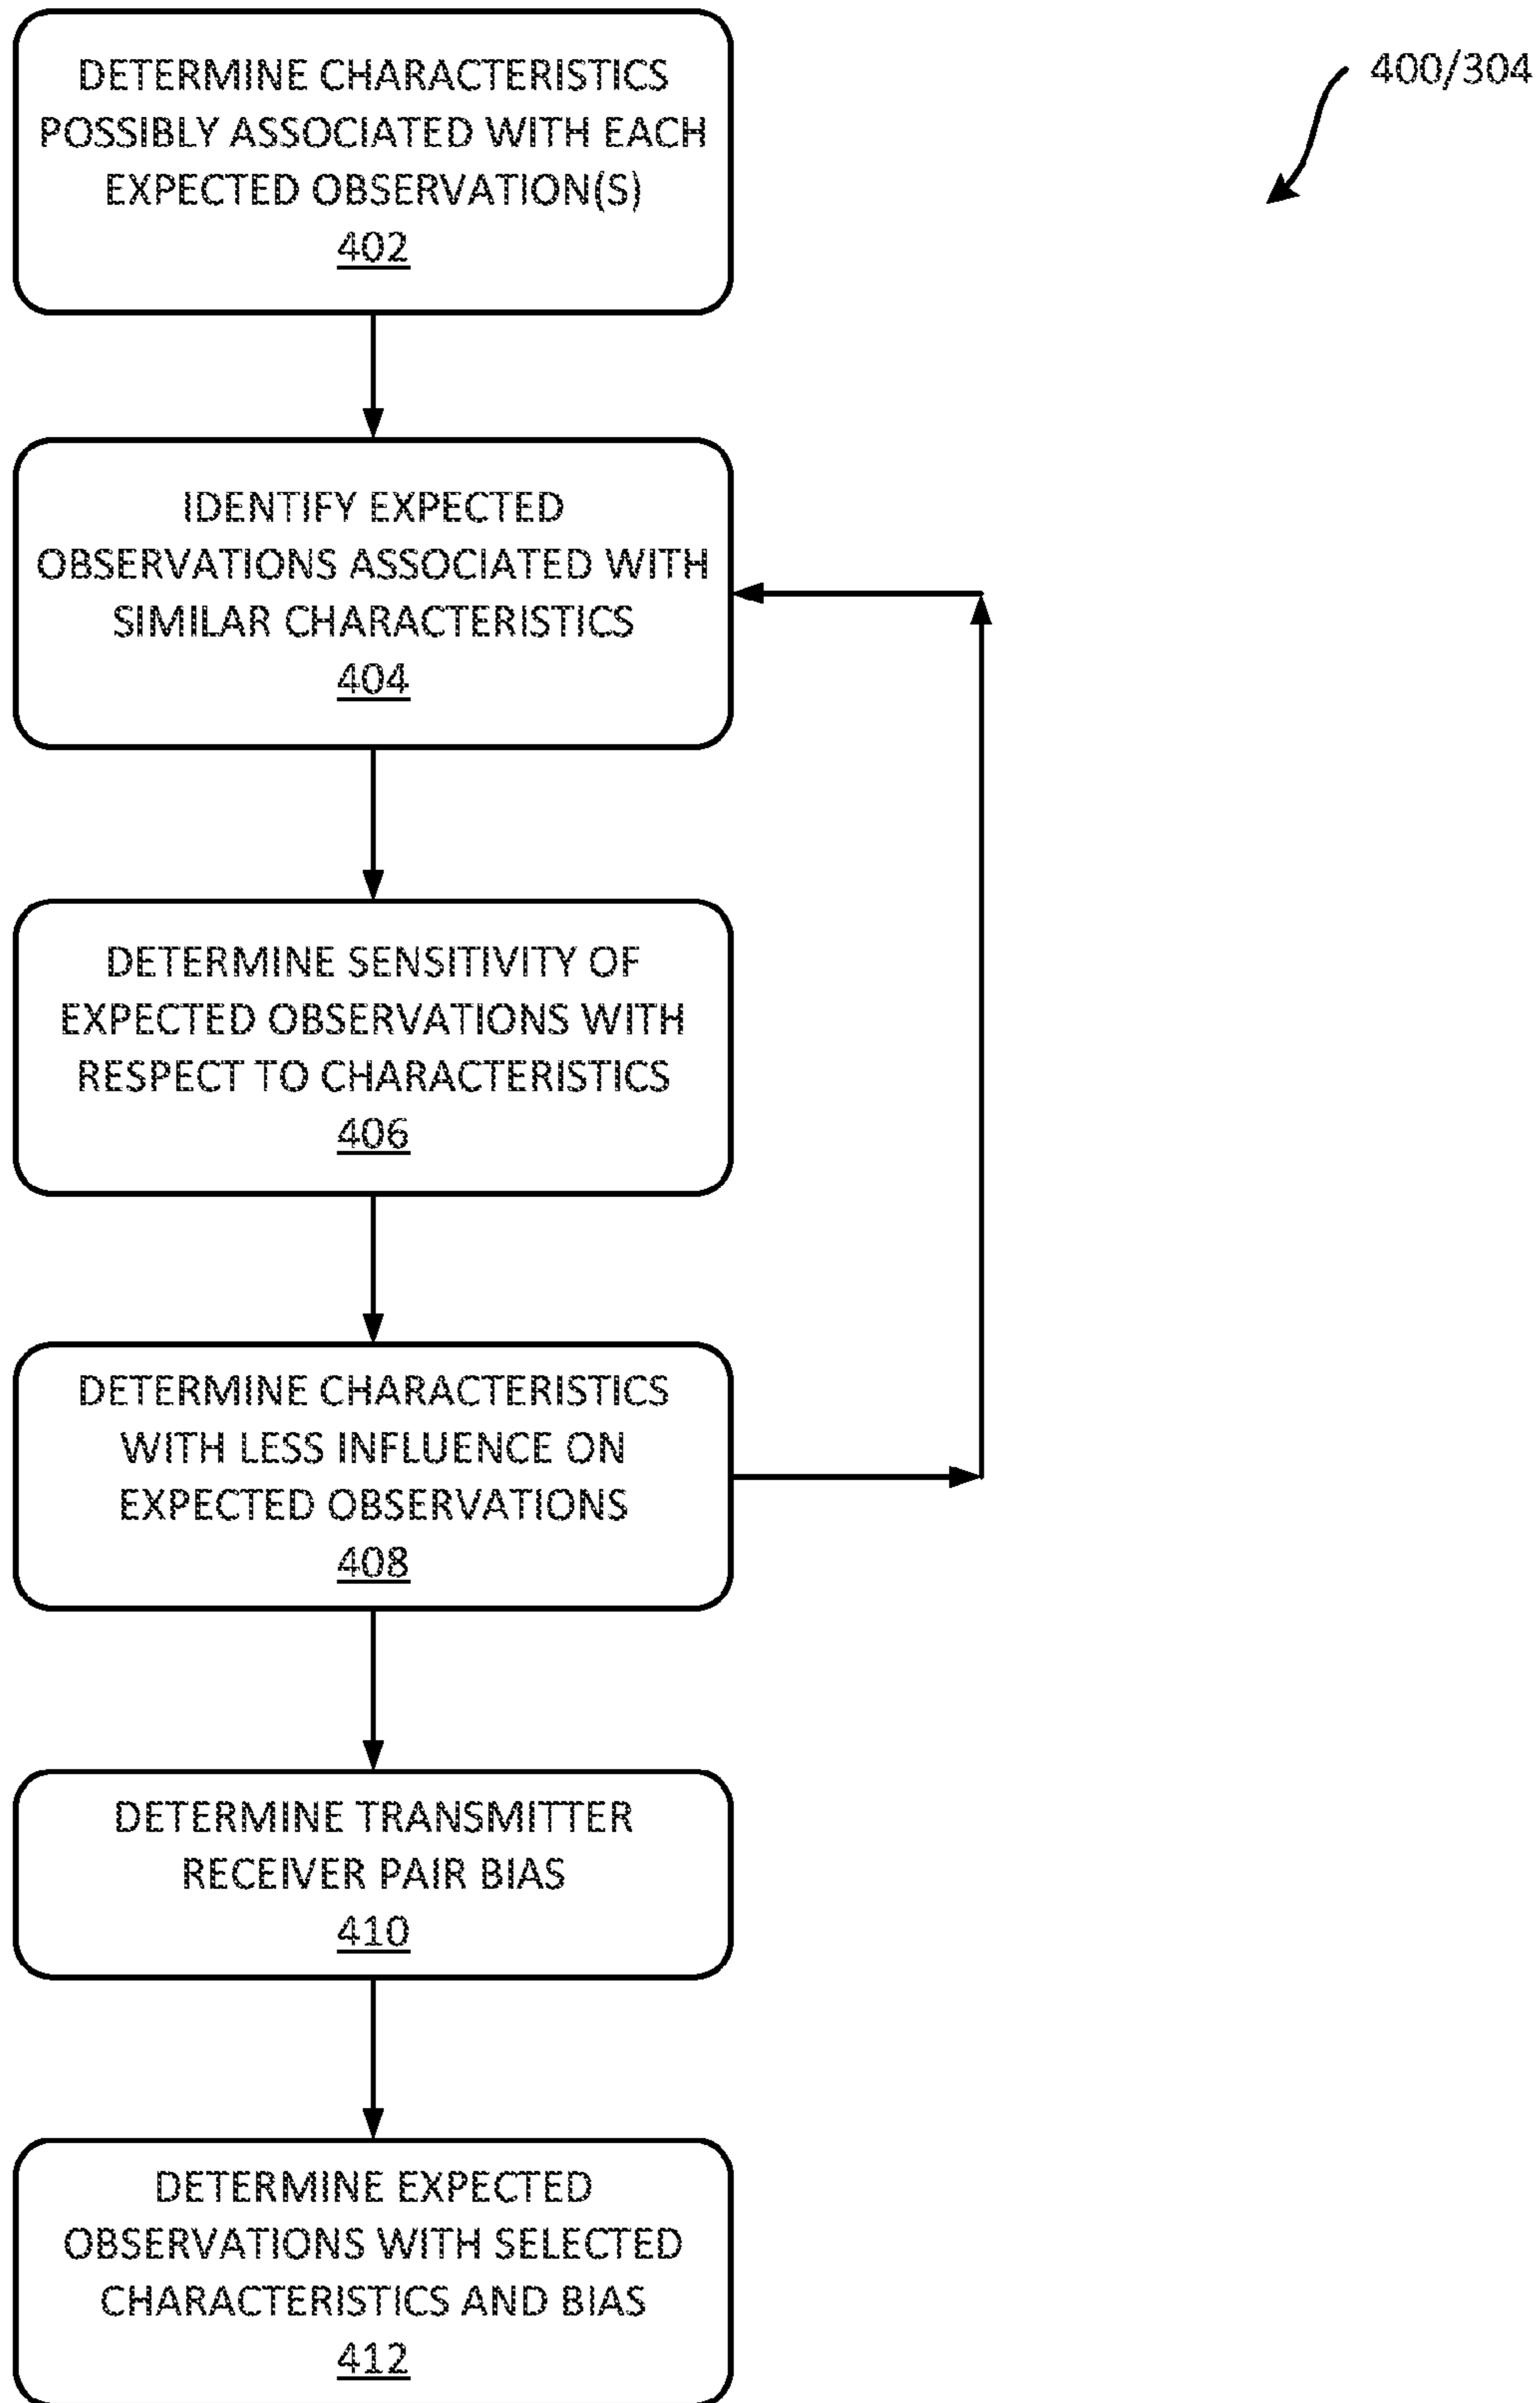 DETERMINE CHARACTERISTICS
POSSIBLY ASSOCIATED WITH EACH
EXPECTED OBSERVATION(S)
402
400/304
IDENTIFY EXPECTED
OBSERVATIONS ASSOCIATED WITH
SIMILAR CHARACTERISTICS
404
DETERMINE SENSITIVITY OF
EXPECTED OBSERVATIONS WITH
RESPECT TO CHARACTERISTICS
406
DETERMINE CHARACTERISTICS
WITH LESS INFLUENCE ON
EXPECTED OBSERVATIONS
408
DETERMINE TRANSMITTER
RECEIVER PAIR BIAS
410
DETERMINE EXPECTED
OBSERVATIONS WITH SELECTED
CHARACTERISTICS AND BIAS
412